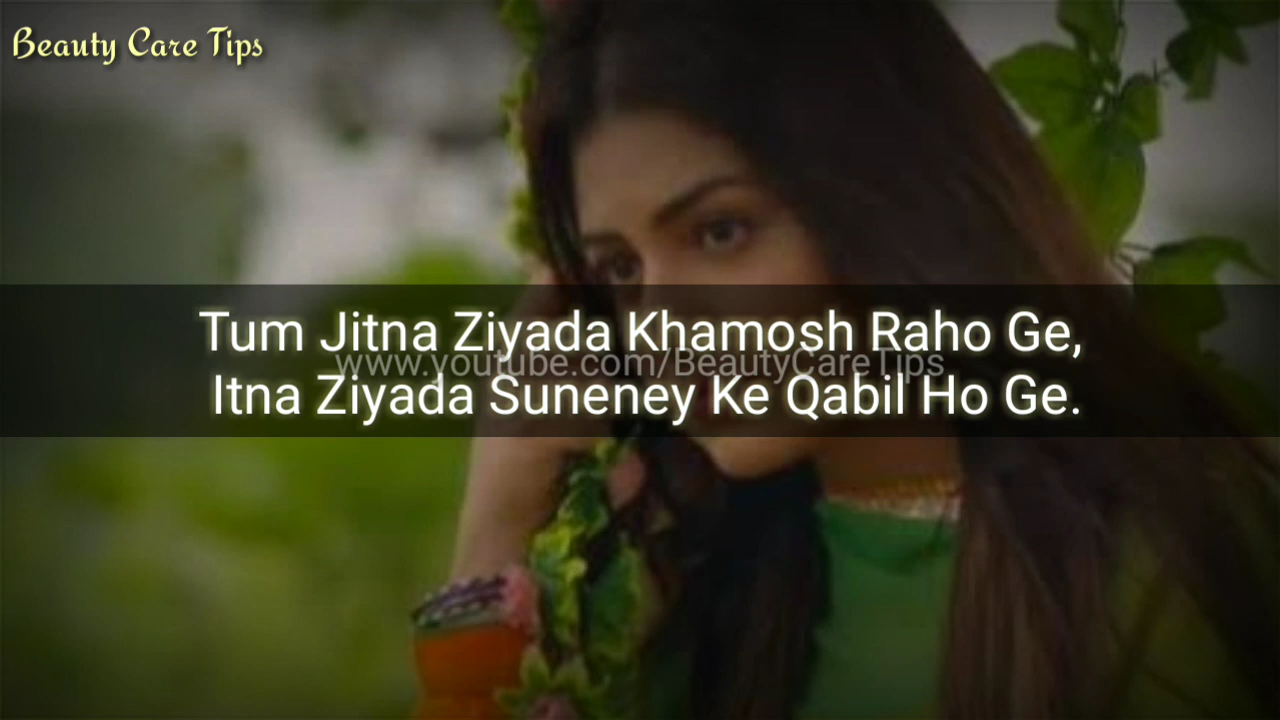 Beauty Care Tips
Tum Jitna Ziyada Khamosh Raho Ge,
www.youtube.com/BeautyCareTips
Itna Ziyada Suneney Ke Qabil Ho Ge.